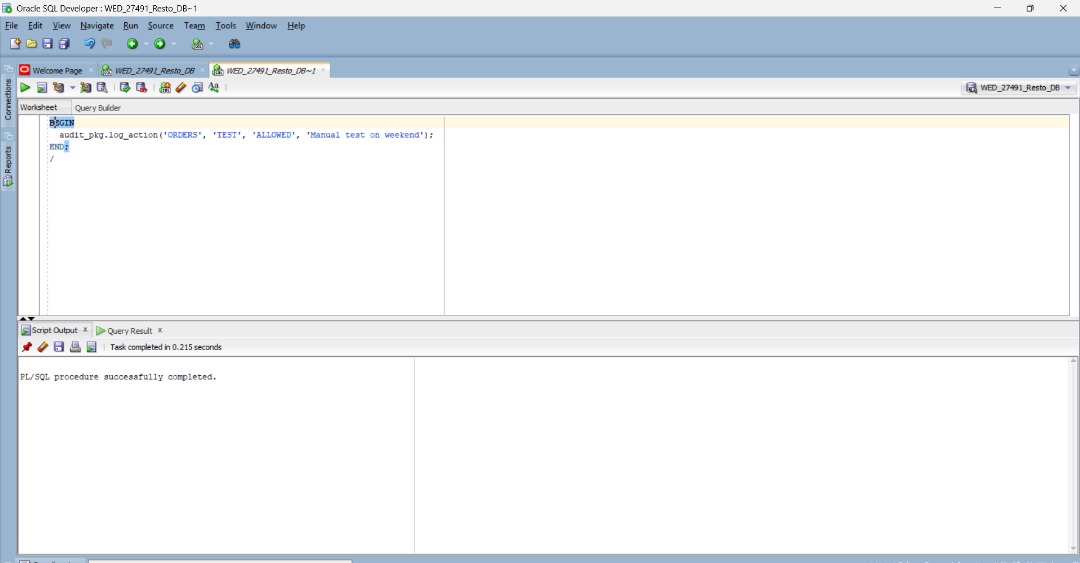 Oracle SQL Developer : WED_27491_Resto_DB~1
File Edit View Navigate Run Source Team Tools Window Help
Welcome Page WED_27491_Resto_DB WED_27491_Resto_DB~1
Connections
Reports
WED_27491_Resto_DB
Worksheet Query Builder
BEGIN
audit_pkg.log_action('ORDERS', 'TEST', 'ALLOWED', 'Manual test on weekend');
END;
/
Script Output x Query Result x
Task completed in 0.215 seconds
PL/SQL procedure successfully completed.